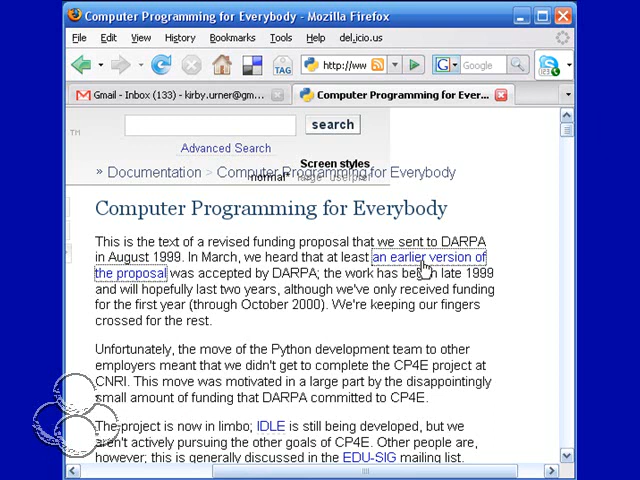 Computer Programming for Everybody - Mozilla Firefox
File Edit View History Bookmarks Tools Help del.icio.us
TAG http://ww G Google
Gmail - Inbox (133) - kirby.urner@gm... Computer Programming for Ever...
TM search
Advanced Search
Screen styles
» Documentation > Computer Programming for Everybody
normal* large userpref
Computer Programming for Everybody
This is the text of a revised funding proposal that we sent to DARPA
in August 1999. In March, we heard that at least an earlier version of
the proposal was accepted by DARPA; the work has begun late 1999
and will hopefully last two years, although we've only received funding
for the first year (through October 2000). We're keeping our fingers
crossed for the rest.
Unfortunately, the move of the Python development team to other
employers meant that we didn't get to complete the CP4E project at
CNRI. This move was motivated in a large part by the disappointingly
small amount of funding that DARPA committed to CP4E.
The project is now in limbo; IDLE is still being developed, but we
aren't actively pursuing the other goals of CP4E. Other people are,
however; this is generally discussed in the EDU-SIG mailing list.